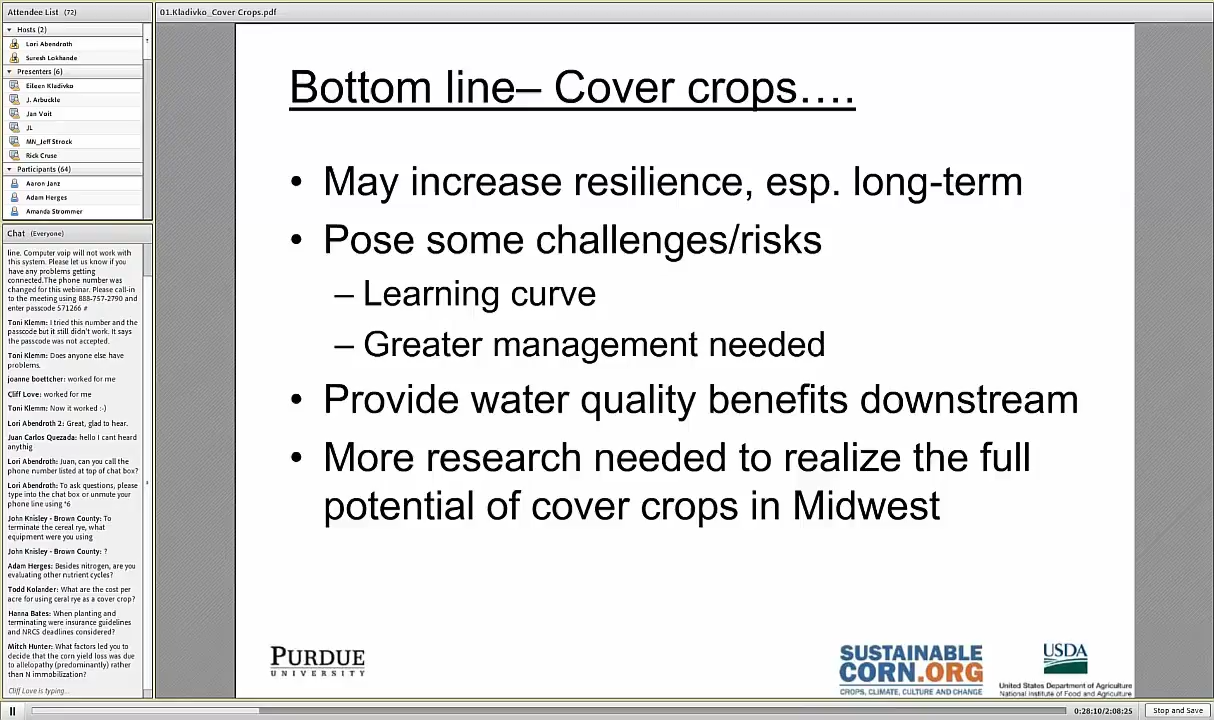 Attendee List (72)
Hosts (2)
Lori Abendroth
Suresh Lokhande
Presenters (6)
Eileen Kladivko
J. Arbuckle
Jan Voit
JL
MN_Jeff Strock
Rick Cruse
Participants (64)
Aaron Janz
Adam Herges
Amanda Strommer
Chat (Everyone)
line. Computer voip will not work with
this system. Please let us know if you
have any problems getting
connected.The phone number was
changed for this webinar. Please call-in
to the meeting using 888-757-2790 and
enter passcode 571266 #
Toni Klemm: I tried this number and the
passcode but it still didn't work. It says
the passcode was not accepted.
Toni Klemm: Does anyone else have
problems.
joanne boettcher: worked for me
Cliff Love: worked for me
Toni Klemm: Now it worked :-)
Lori Abendroth 2: Great, glad to hear.
Juan Carlos Quezada: hello I cant heard
anythig
Lori Abendroth: Juan, can you call the
phone number listed at top of chat box?
Lori Abendroth: To ask questions, please
type into the chat box or unmute your
phone line using *6
John Knisley - Brown County: To
terminate the cereal rye, what
equipment were you using
John Knisley - Brown County: ?
Adam Herges: Besides nitrogen, are you
evaluating other nutrient cycles?
Todd Kolander: What are the cost per
acre for using ceral rye as a cover crop?
Hanna Bates: When planting and
terminating were insurance guidelines
and NRCS deadlines considered?
Mitch Hunter: What factors led you to
decide that the corn yield loss was due
to allelopathy (predominantly) rather
than N immobilization?
Cliff Love is typing...
01.Kladivko_Cover Crops.pdf
Bottom line– Cover crops....
• May increase resilience, esp. long-term
• Pose some challenges/risks
– Learning curve
– Greater management needed
• Provide water quality benefits downstream
• More research needed to realize the full
potential of cover crops in Midwest
PURDUE
UNIVERSITY
SUSTAINABLE
CORN.ORG
CROPS, CLIMATE, CULTURE AND CHANGE
USDA
United States Department of Agriculture
National Institute of Food and Agriculture
0:28:10/2:08:25
Stop and Save